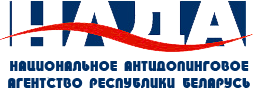 НАДА
НАЦИОНАЛЬНОЕ АНТИДОПИНГОВОЕ
АГЕНТСТВО РЕСПУБЛИКИ БЕЛАРУСЬ